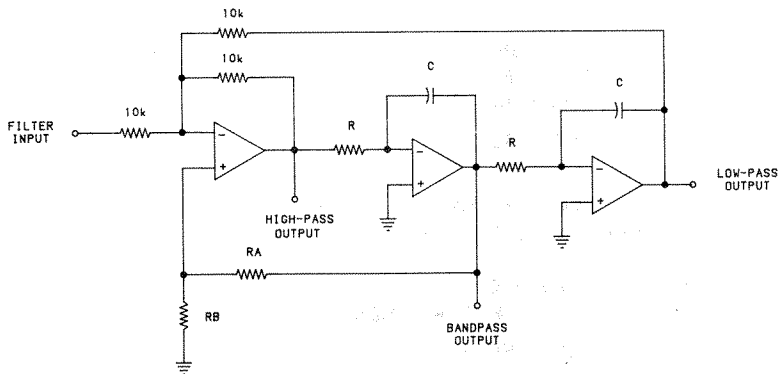 10k
10k
C
C
10k
R
R
FILTER
INPUT
−
+
−
+
−
+
LOW-PASS
OUTPUT
HIGH-PASS
OUTPUT
RA
RB
BANDPASS
OUTPUT